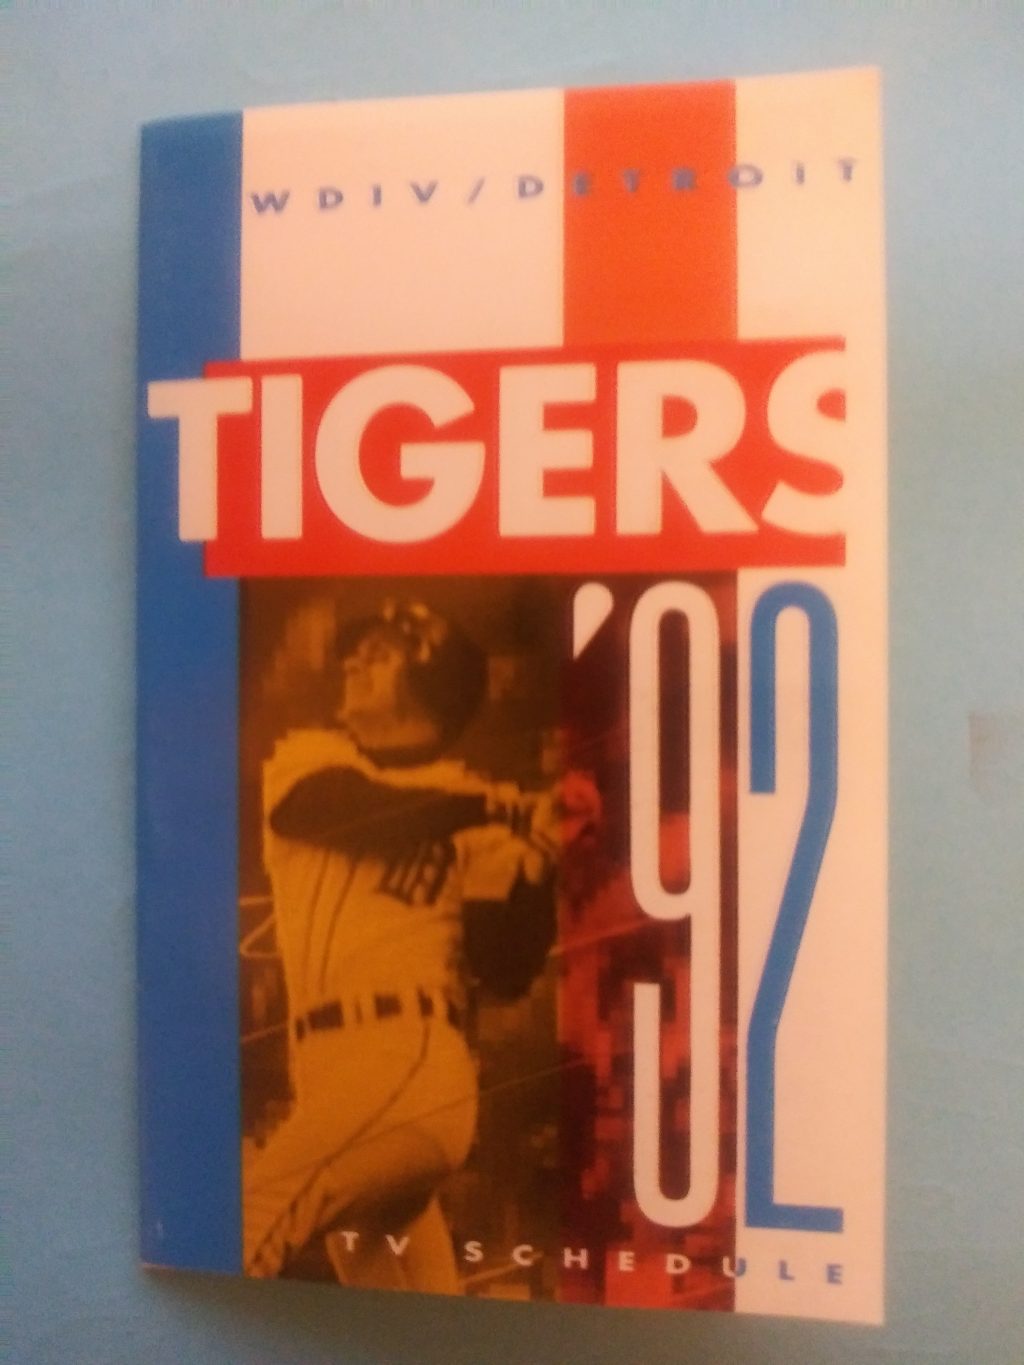 WDIV/DETROIT
TIGERS
'92
TV SCHEDULE